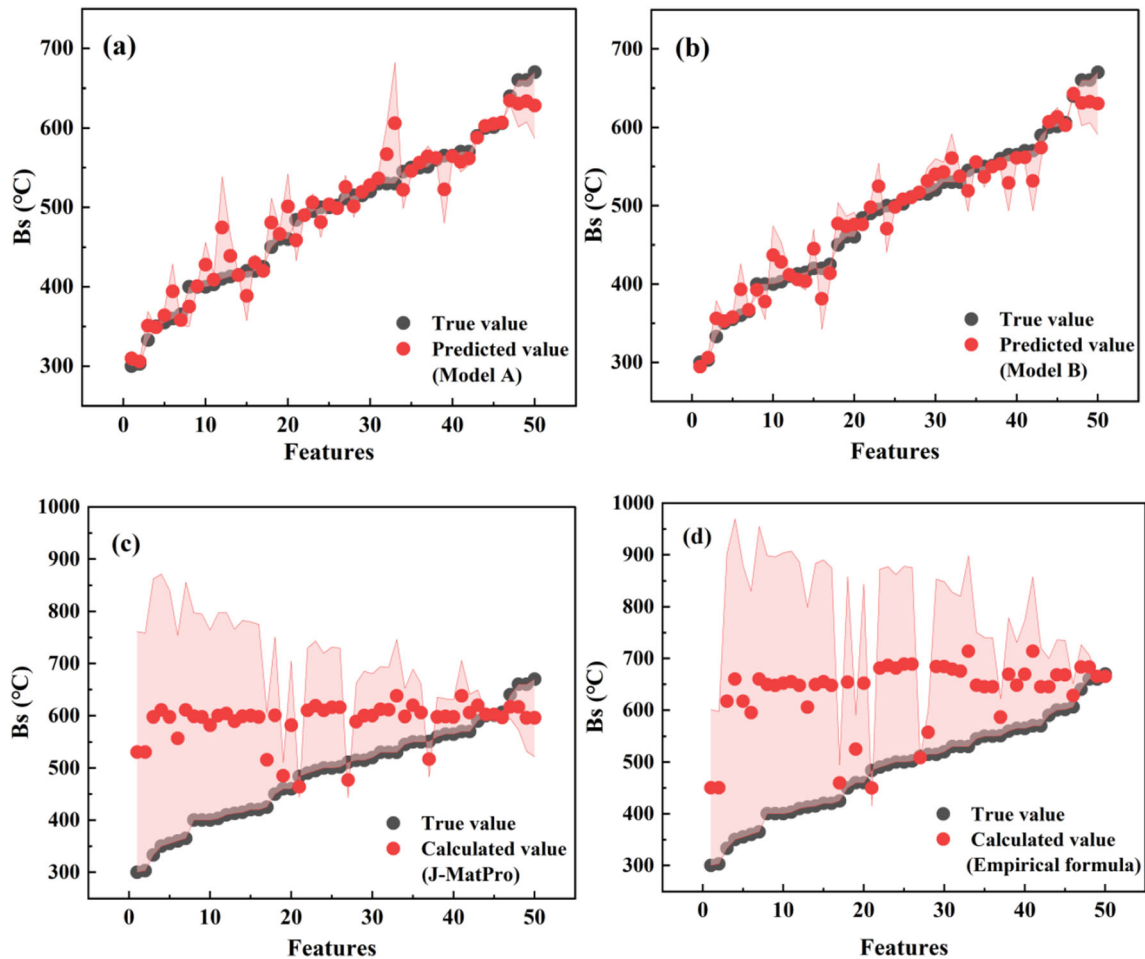 (a)
700
600
500
400
300
Bs (°C)
True value
Predicted value
(Model A)
0 10 20 30 40 50
Features
(b)
700
600
500
400
300
Bs (°C)
True value
Predicted value
(Model B)
0 10 20 30 40 50
Features
(c)
1000
900
800
700
600
500
400
300
Bs (°C)
True value
Calculated value
(J-MatPro)
0 10 20 30 40 50
Features
(d)
1000
900
800
700
600
500
400
300
Bs (°C)
True value
Calculated value
(Empirical formula)
0 10 20 30 40 50
Features